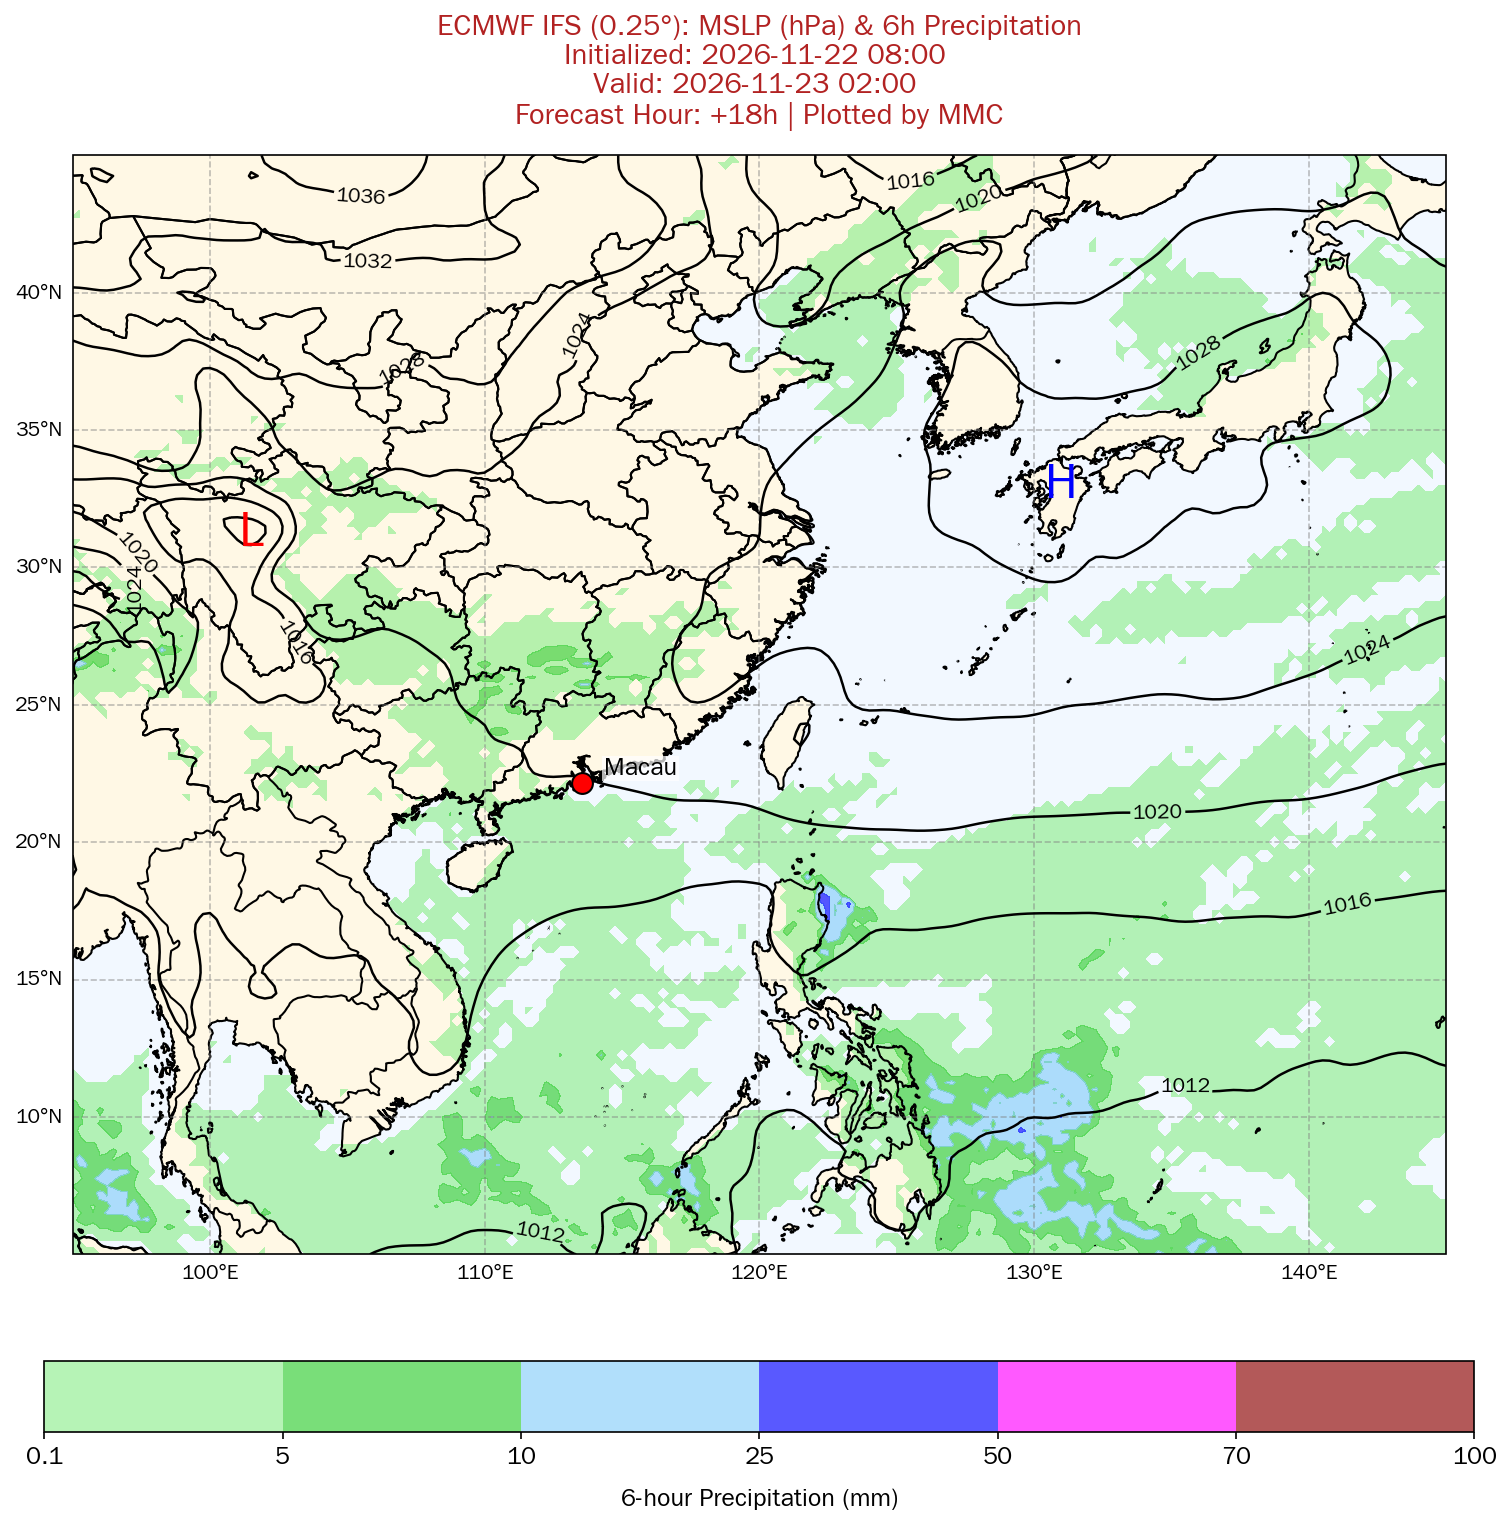 ECMWF IFS (0.25°): MSLP (hPa) & 6h Precipitation
Initialized: 2026-11-22 08:00
Valid: 2026-11-23 02:00
Forecast Hour: +18h | Plotted by MMC
1016
1036
1020
1032
40°N
1024
1028
1028
35°N
H
L
1020
30°N
1024
1016
1024
25°N
Macau
1020
20°N
1016
15°N
1012
10°N
1012
100°E 110°E 120°E 130°E 140°E
0.1 5 10 25 50 70 100
6-hour Precipitation (mm)